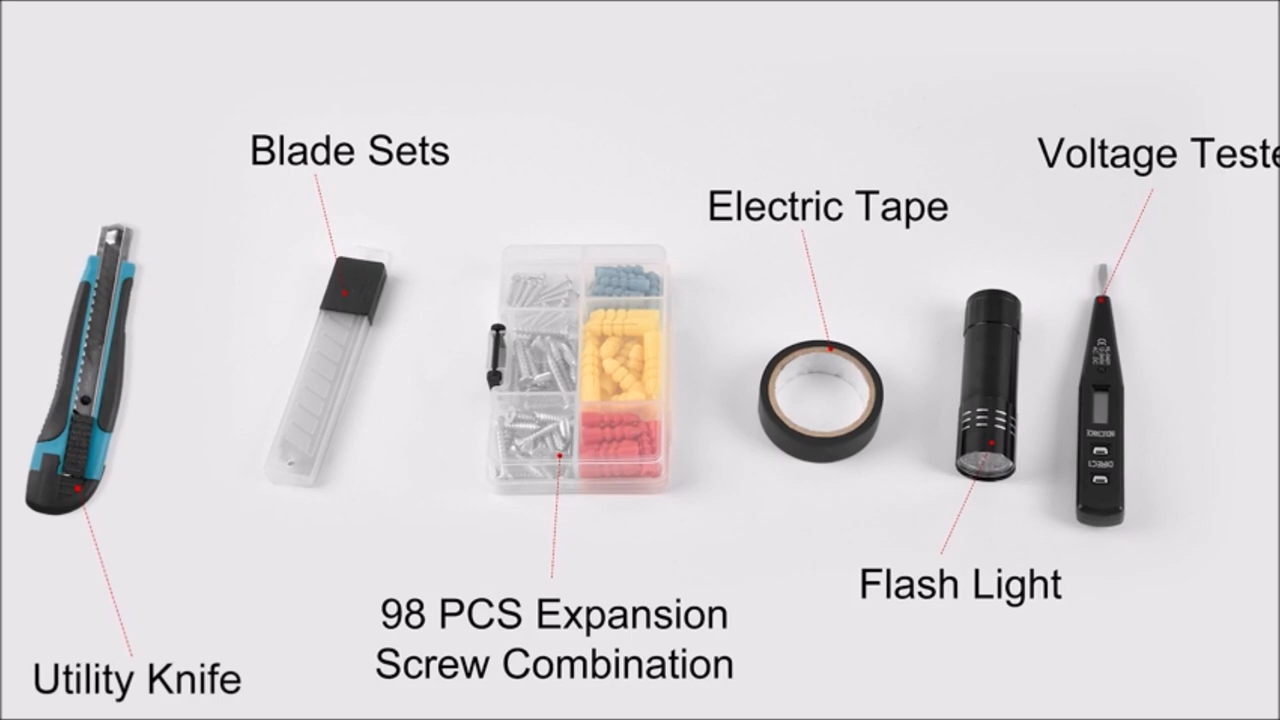 Blade Sets
Voltage Teste
Electric Tape
Flash Light
98 PCS Expansion
Screw Combination
Utility Knife